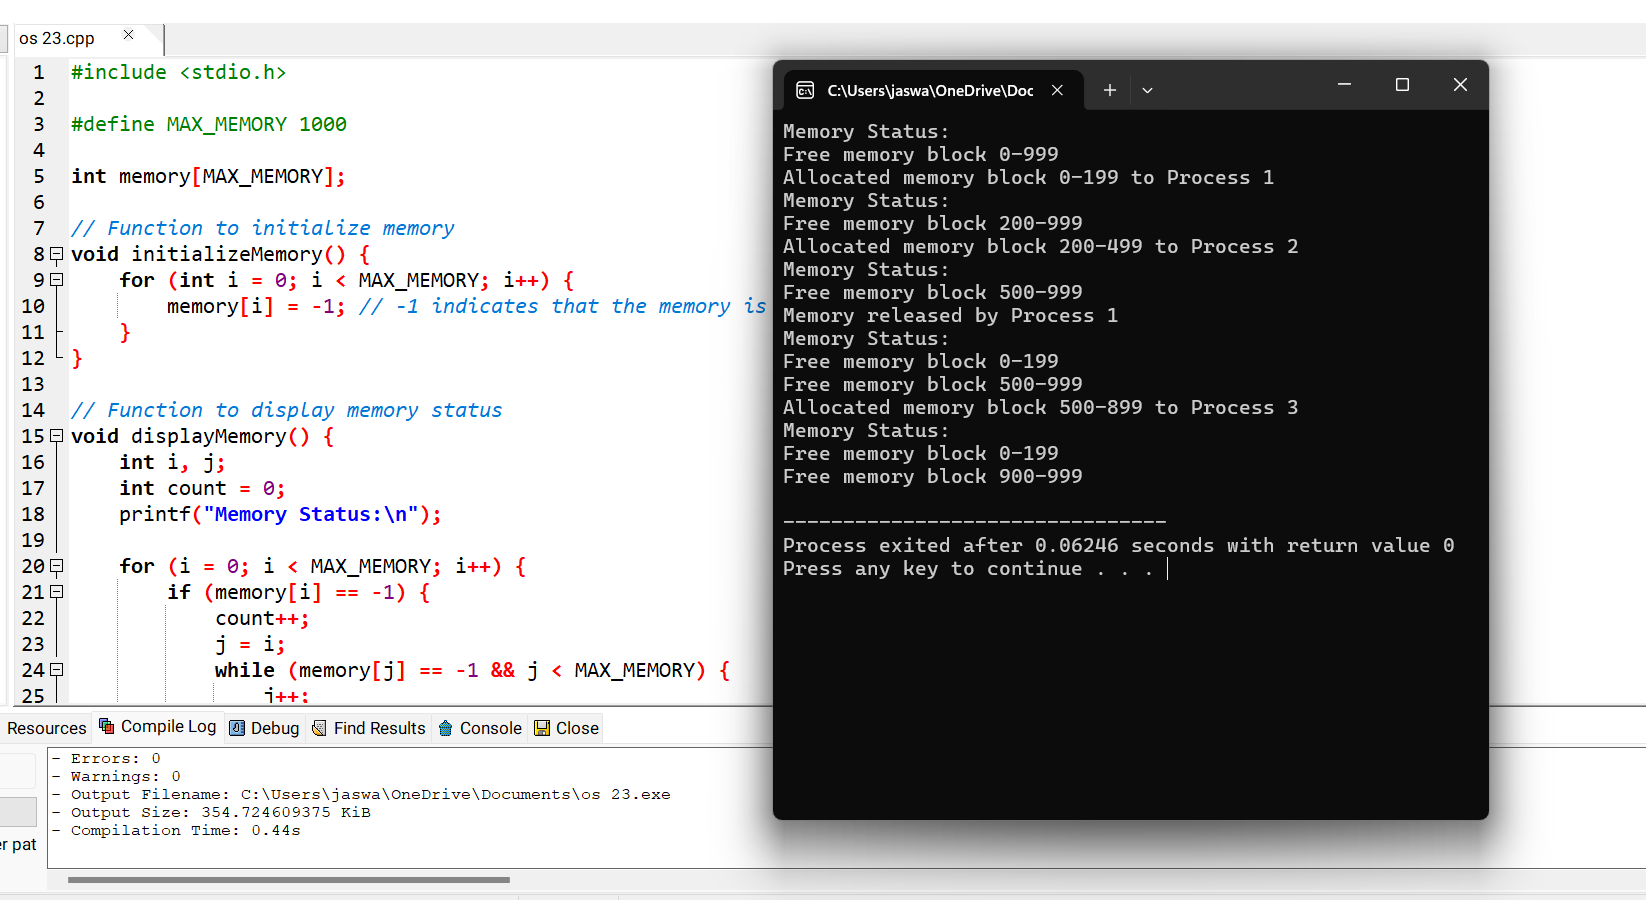 os 23.cpp
1 #include <stdio.h>
2
3 #define MAX_MEMORY 1000
4
5 int memory[MAX_MEMORY];
6
7 // Function to initialize memory
8 void initializeMemory() {
9 for (int i = 0; i < MAX_MEMORY; i++) {
10 memory[i] = -1; // -1 indicates that the memory is
11 }
12 }
13
14 // Function to display memory status
15 void displayMemory() {
16 int i, j;
17 int count = 0;
18 printf("Memory Status:\n");
19
20 for (i = 0; i < MAX_MEMORY; i++) {
21 if (memory[i] == -1) {
22 count++;
23 j = i;
24 while (memory[j] == -1 && j < MAX_MEMORY) {
25 j++;
C:\Users\jaswa\OneDrive\Doc
Memory Status:
Free memory block 0-999
Allocated memory block 0-199 to Process 1
Memory Status:
Free memory block 200-999
Allocated memory block 200-499 to Process 2
Memory Status:
Free memory block 500-999
Memory released by Process 1
Memory Status:
Free memory block 0-199
Free memory block 500-999
Allocated memory block 500-899 to Process 3
Memory Status:
Free memory block 0-199
Free memory block 900-999
--------------------------------
Process exited after 0.06246 seconds with return value 0
Press any key to continue . . .
Resources Compile Log Debug Find Results Console Close
- Errors: 0
- Warnings: 0
- Output Filename: C:\Users\jaswa\OneDrive\Documents\os 23.exe
- Output Size: 354.724609375 KiB
- Compilation Time: 0.44s
er pat